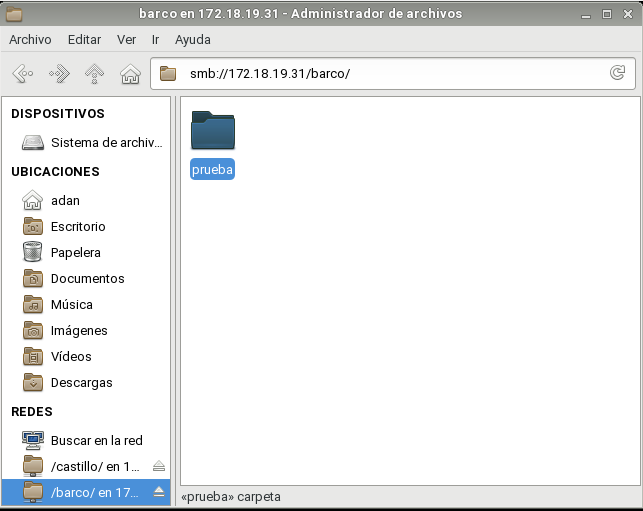 barco en 172.18.19.31 - Administrador de archivos
Archivo Editar Ver Ir Ayuda
smb://172.18.19.31/barco/
DISPOSITIVOS
Sistema de archiv...
UBICACIONES
adan
Escritorio
Papelera
Documentos
Música
Imágenes
Vídeos
Descargas
REDES
Buscar en la red
/castillo/ en 1...
/barco/ en 17...
prueba
«prueba» carpeta